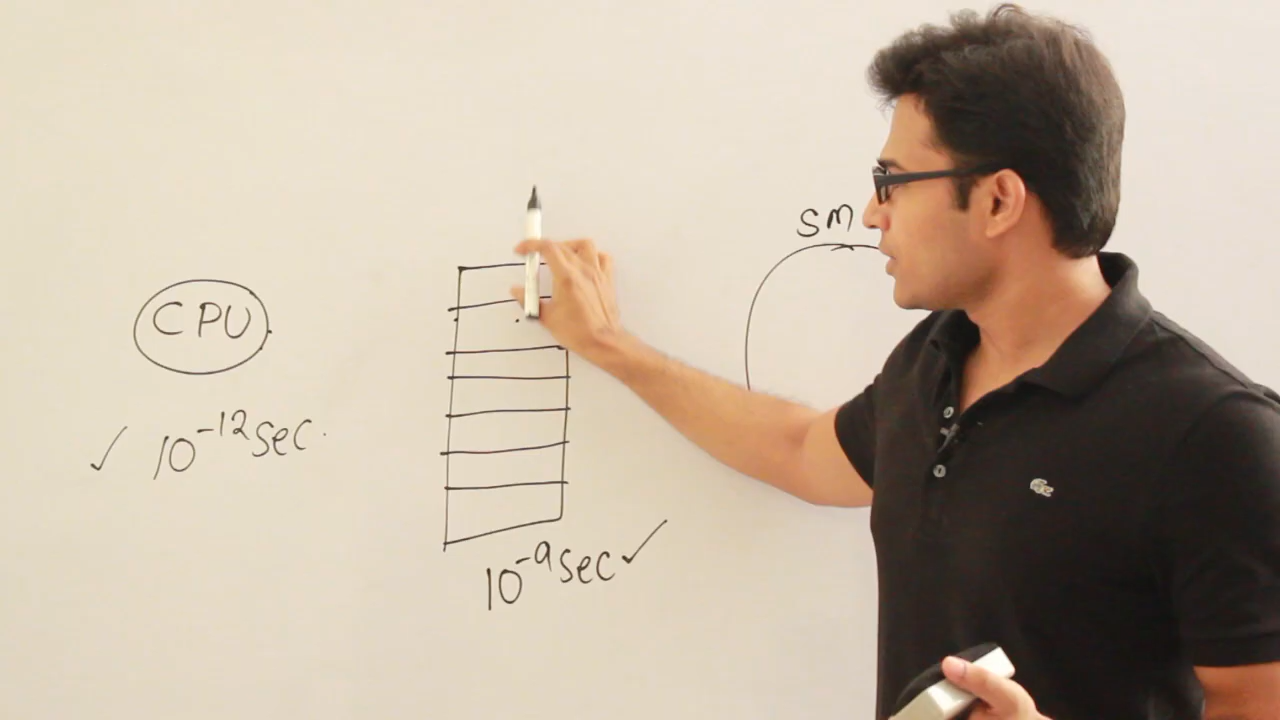 SM
CPU
✓ 10⁻¹² sec.
10⁻⁹ sec ✓